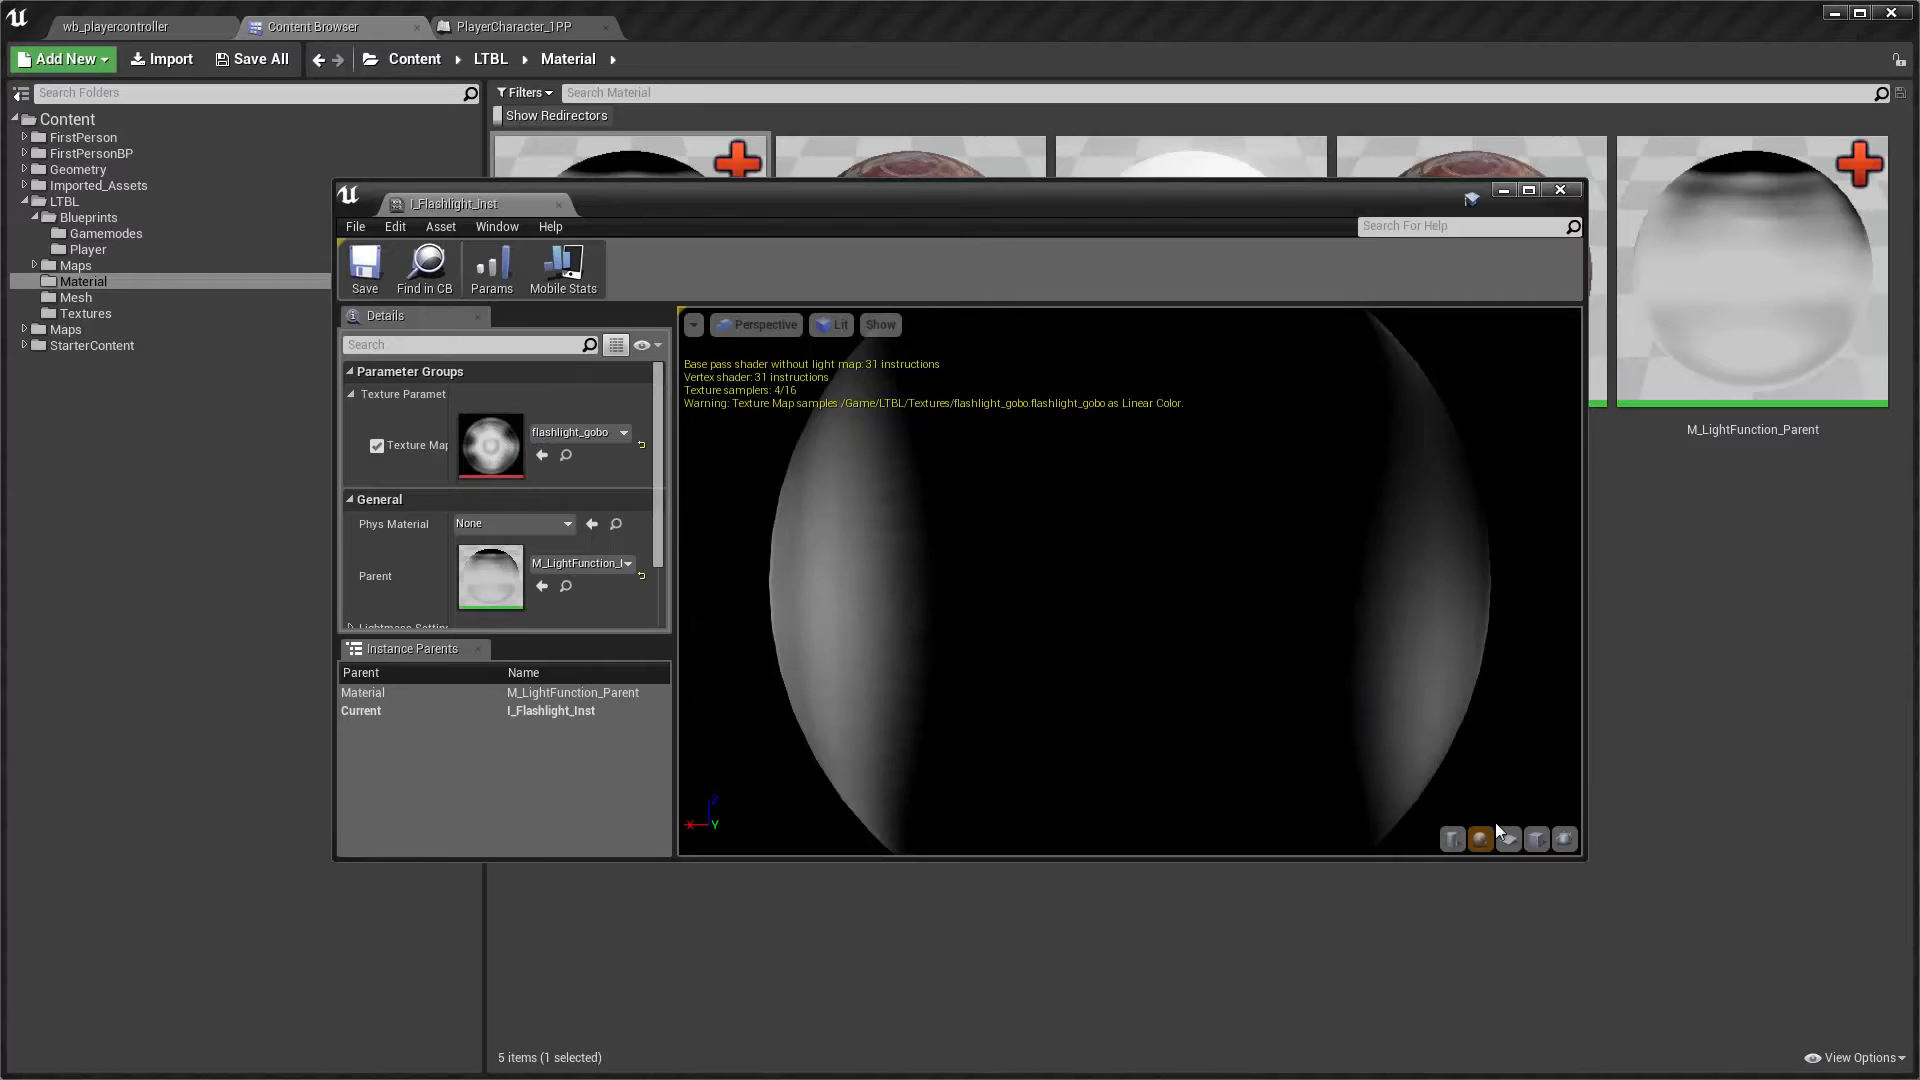 wb_playercontroller
Content Browser
PlayerCharacter_1PP
Add New
Import
Save All
Content
LTBL
Material
Search Folders
Filters
Search Material
Show Redirectors
Content
FirstPerson
FirstPersonBP
Geometry
Imported_Assets
LTBL
Blueprints
Gamemodes
Player
Maps
Material
Mesh
Textures
Maps
StarterContent
I_Flashlight_Inst
File
Edit
Asset
Window
Help
Search For Help
Save
Find in CB
Params
Mobile Stats
Details
Search
Parameter Groups
Texture Paramet
Texture Map
flashlight_gobo
General
Phys Material
None
Parent
M_LightFunction_
Instance Parents
Parent
Name
Material
M_LightFunction_Parent
Current
I_Flashlight_Inst
Perspective
Lit
Show
Base pass shader without light map: 31 instructions
Vertex shader: 31 instructions
Texture samplers: 4/16
Warning: Texture Map samples /Game/LTBL/Textures/flashlight_gobo.flashlight_gobo as Linear Color.
X
Y
Z
M_LightFunction_Parent
5 items (1 selected)
View Options